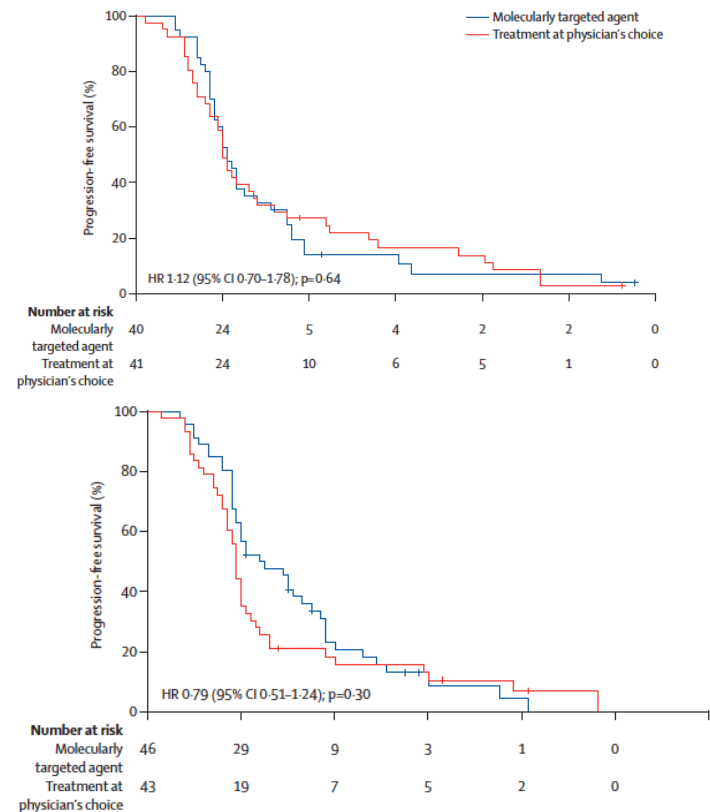 Molecularly targeted agent
Treatment at physician's choice
100
80
60
40
20
0
Progression-free survival (%)
HR 1·12 (95% CI 0·70–1·78); p=0·64
Number at risk
Molecularly targeted agent 40 24 5 4 2 2 0
Treatment at physician's choice 41 24 10 6 5 1 0
100
80
60
40
20
0
Progression-free survival (%)
HR 0·79 (95% CI 0·51–1·24); p=0·30
Number at risk
Molecularly targeted agent 46 29 9 3 1 0
Treatment at physician's choice 43 19 7 5 2 0